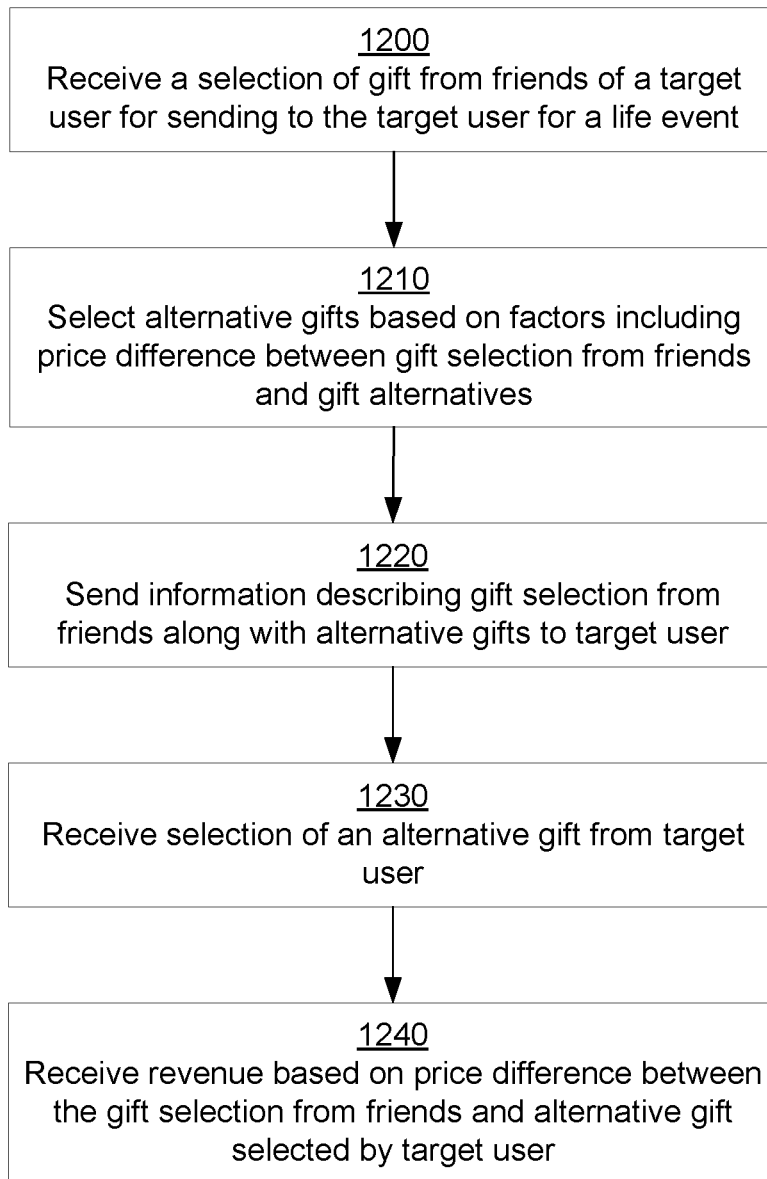 1200
Receive a selection of gift from friends of a target
user for sending to the target user for a life event
1210
Select alternative gifts based on factors including
price difference between gift selection from friends
and gift alternatives
1220
Send information describing gift selection from
friends along with alternative gifts to target user
1230
Receive selection of an alternative gift from target
user
1240
Receive revenue based on price difference between
the gift selection from friends and alternative gift
selected by target user